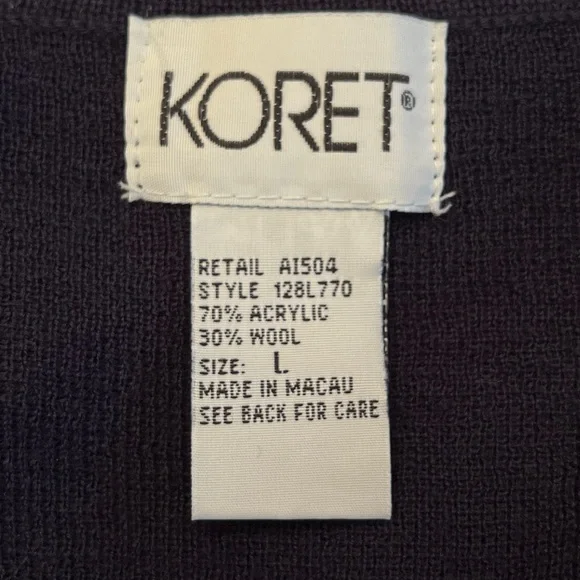 KORET®
RETAIL AI504
STYLE 128L770
70% ACRYLIC
30% WOOL
SIZE: L
MADE IN MACAU
SEE BACK FOR CARE